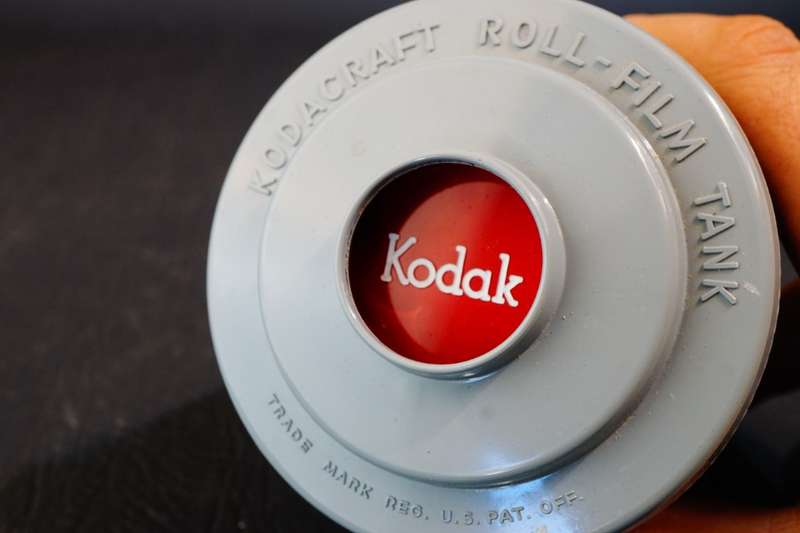 KODACRAFT ROLL-FILM TANK
Kodak
TRADE MARK REG. U.S. PAT. OFF.